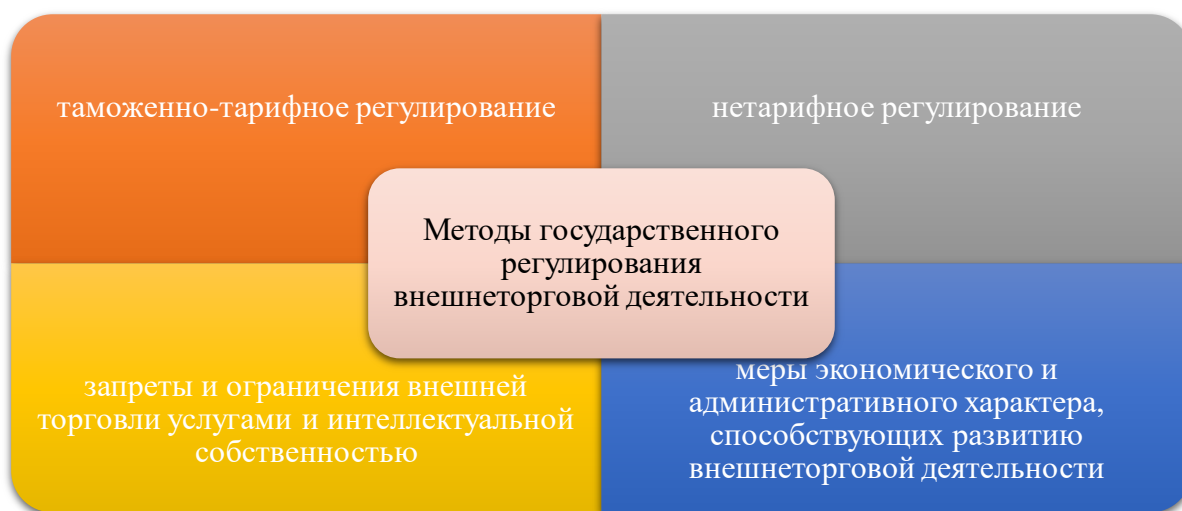 таможенно-тарифное регулирование
нетарифное регулирование
Методы государственного
регулирования
внешнеторговой деятельности
запреты и ограничения внешней
торговли услугами и интеллектуальной
собственностью
меры экономического и
административного характера,
способствующих развитию
внешнеторговой деятельности